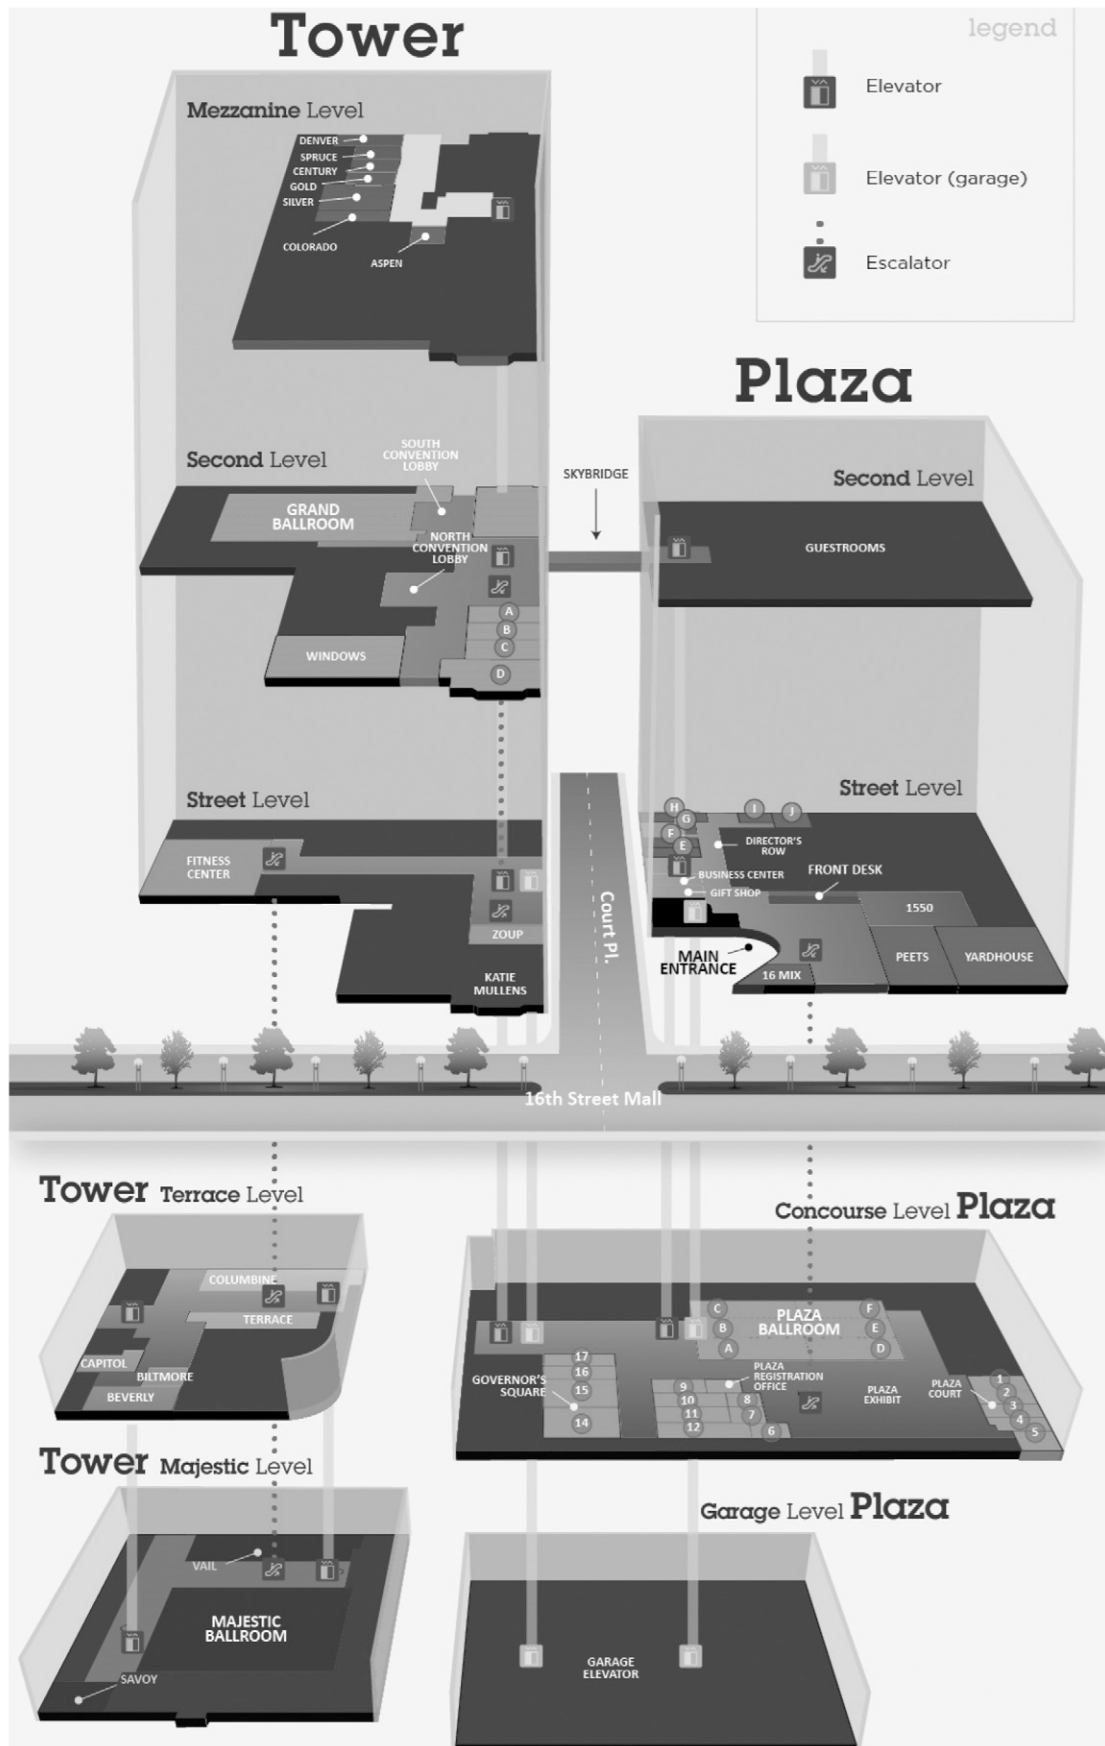 Tower
legend
Elevator
Elevator (garage)
Escalator
Mezzanine Level
DENVER
SPRUCE
CENTURY
GOLD
SILVER
COLORADO
ASPEN
Plaza
Second Level
SOUTH
CONVENTION
LOBBY
GRAND
BALLROOM
NORTH
CONVENTION
LOBBY
A
B
C
D
WINDOWS
SKYBRIDGE
Second Level
GUESTROOMS
Street Level
FITNESS
CENTER
ZOUP
KATIE
MULLENS
Court Pl.
Street Level
H
G
F
E
I
J
DIRECTOR'S
ROW
BUSINESS CENTER
GIFT SHOP
FRONT DESK
1550
MAIN
ENTRANCE
16 MIX
PEETS
YARDHOUSE
16th Street Mall
Tower Terrace Level
COLUMBINE
TERRACE
CAPITOL
BILTMORE
BEVERLY
Concourse Level Plaza
C
B
A
PLAZA
BALLROOM
F
E
D
GOVERNOR'S
SQUARE
17
16
15
14
PLAZA
REGISTRATION
OFFICE
9
10
11
12
8
7
6
PLAZA
EXHIBIT
PLAZA
COURT
1
2
3
4
5
Tower Majestic Level
VAIL
MAJESTIC
BALLROOM
SAVOY
Garage Level Plaza
GARAGE
ELEVATOR